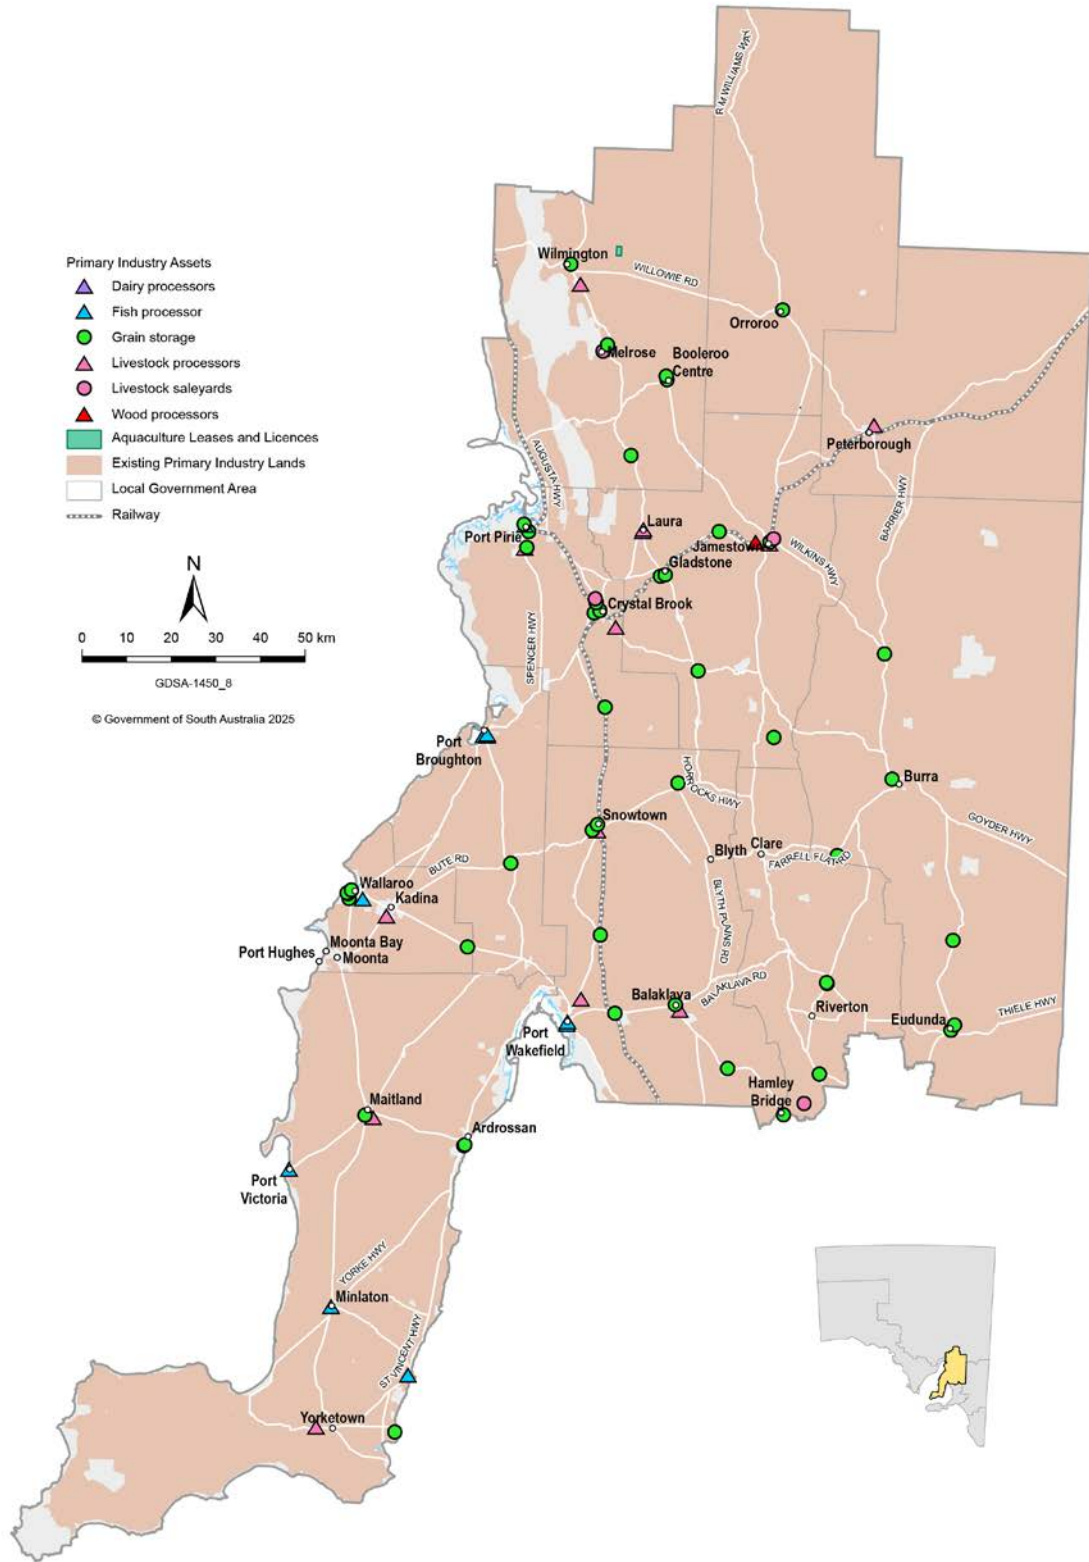 R M WILLIAMS WAY
Primary Industry Assets
Dairy processors
Fish processor
Grain storage
Livestock processors
Livestock saleyards
Wood processors
Aquaculture Leases and Licences
Existing Primary Industry Lands
Local Government Area
Railway
N
0 10 20 30 40 50 km
GDSA-1450_8
© Government of South Australia 2025
Wilmington
WILLOWIE RD
Orroroo
Melrose
Booleroo
Centre
Peterborough
AUGUSTA HWY
BARRIER HWY
Port Pirie
Laura
Jamestown
WILKINS HWY
Gladstone
Crystal Brook
SPENCER HWY
Port
Broughton
HORROCKS HWY
Burra
Snowtown
GOYDER HWY
Blyth
Clare
FARRELL FLAT RD
BUTE RD
Wallaroo
Kadina
BLYTH PLAINS RD
Moonta Bay
Port Hughes
Moonta
BALAKLAVA RD
Balaklava
Riverton
THIELE HWY
Eudunda
Port
Wakefield
Hamley
Bridge
Maitland
Ardrossan
Port
Victoria
YORKE HWY
Minlaton
ST VINCENT HWY
Yorketown